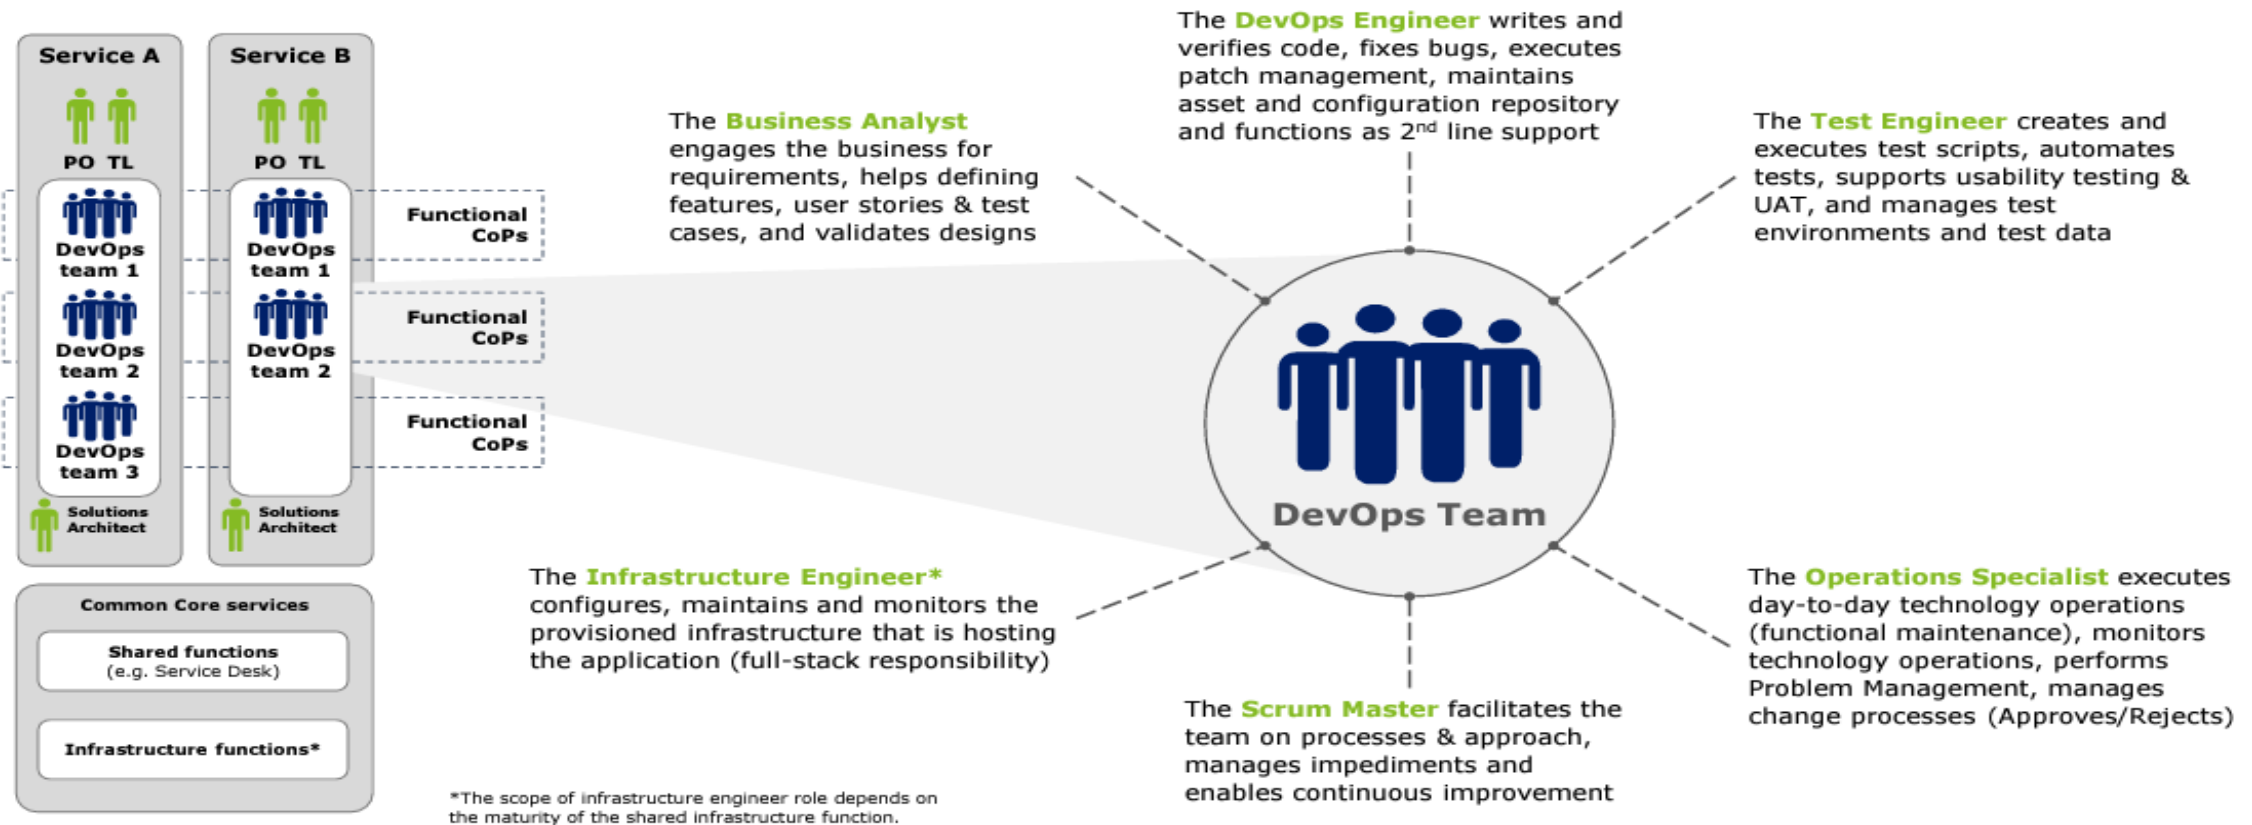 Service A
PO TL
DevOps
team 1
DevOps
team 2
DevOps
team 3
Solutions
Architect
Service B
PO TL
DevOps
team 1
DevOps
team 2
Solutions
Architect
Functional
CoPs
Functional
CoPs
Functional
CoPs
Common Core services
Shared functions
(e.g. Service Desk)
Infrastructure functions*
The Business Analyst
engages the business for
requirements, helps defining
features, user stories & test
cases, and validates designs
The DevOps Engineer writes and
verifies code, fixes bugs, executes
patch management, maintains
asset and configuration repository
and functions as 2nd line support
The Test Engineer creates and
executes test scripts, automates
tests, supports usability testing &
UAT, and manages test
environments and test data
DevOps Team
The Infrastructure Engineer*
configures, maintains and monitors the
provisioned infrastructure that is hosting
the application (full-stack responsibility)
The Scrum Master facilitates the
team on processes & approach,
manages impediments and
enables continuous improvement
The Operations Specialist executes
day-to-day technology operations
(functional maintenance), monitors
technology operations, performs
Problem Management, manages
change processes (Approves/Rejects)
*The scope of infrastructure engineer role depends on
the maturity of the shared infrastructure function.